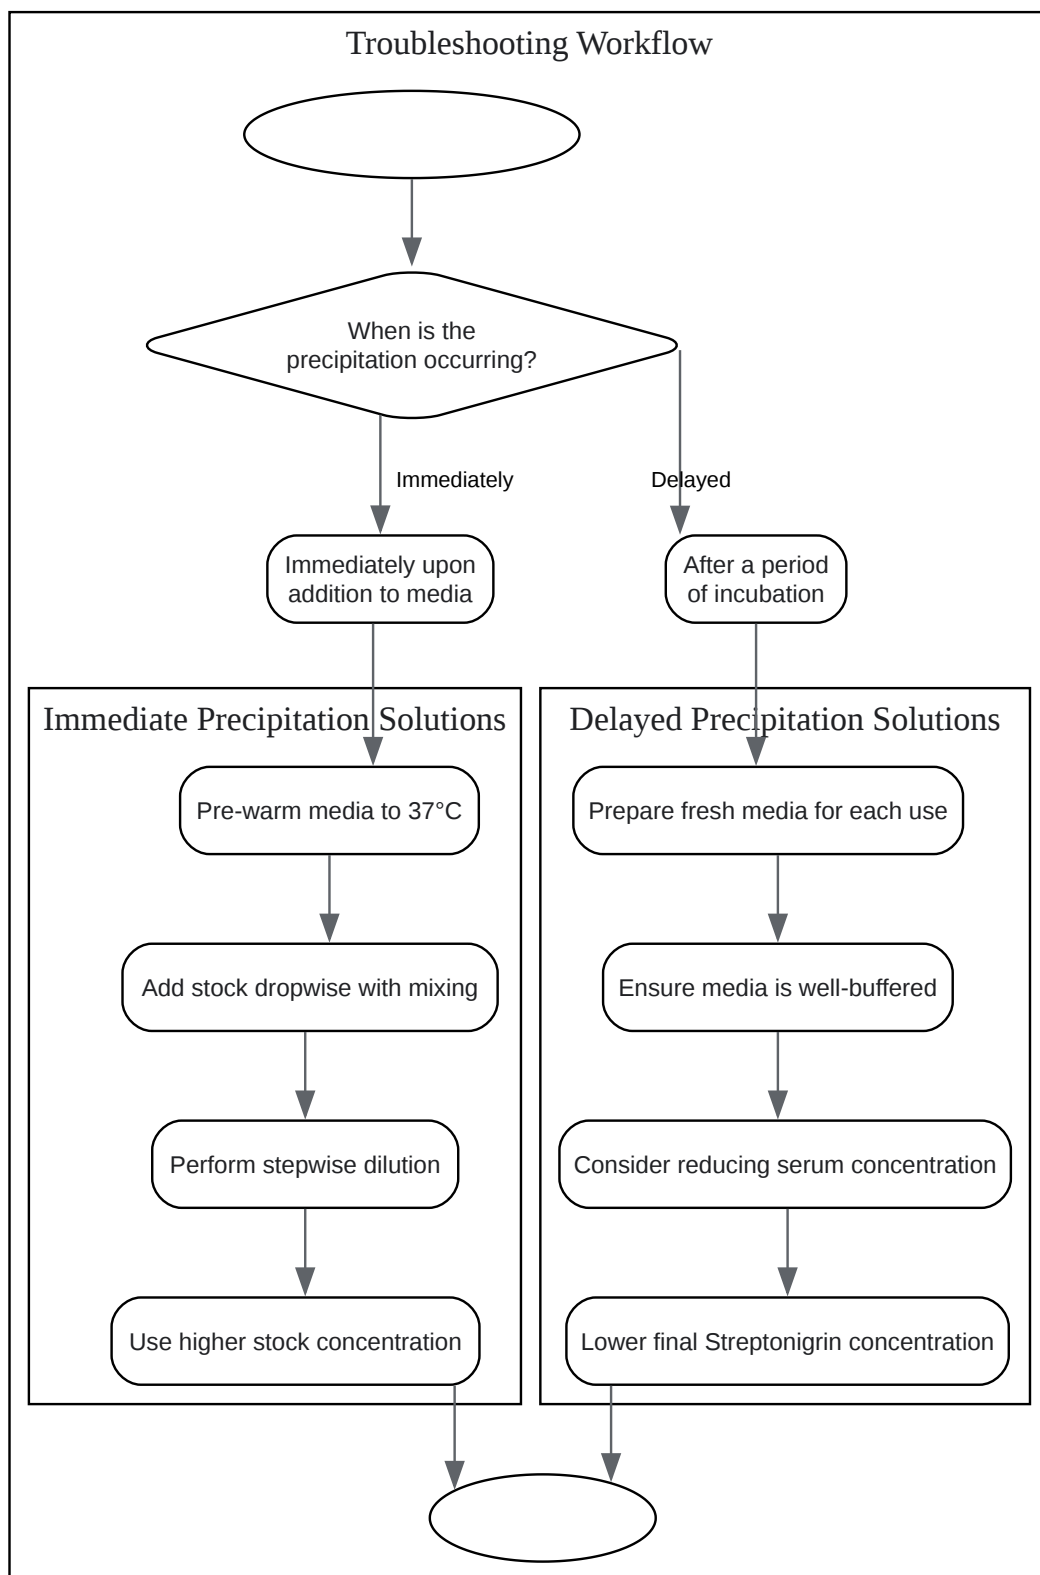 Troubleshooting Workflow
When is the
precipitation occurring?
Immediately
Delayed
Immediately upon
addition to media
After a period
of incubation
Immediate Precipitation Solutions
Delayed Precipitation Solutions
Pre-warm media to 37°C
Prepare fresh media for each use
Add stock dropwise with mixing
Ensure media is well-buffered
Perform stepwise dilution
Consider reducing serum concentration
Use higher stock concentration
Lower final Streptonigrin concentration